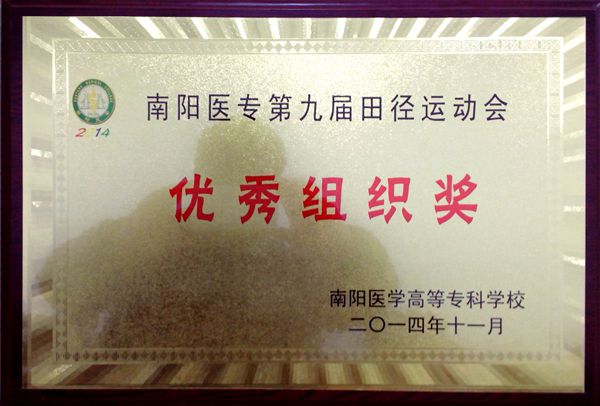 2014
南阳医专第九届田径运动会
优秀组织奖
南阳医学高等专科学校
二〇一四年十一月